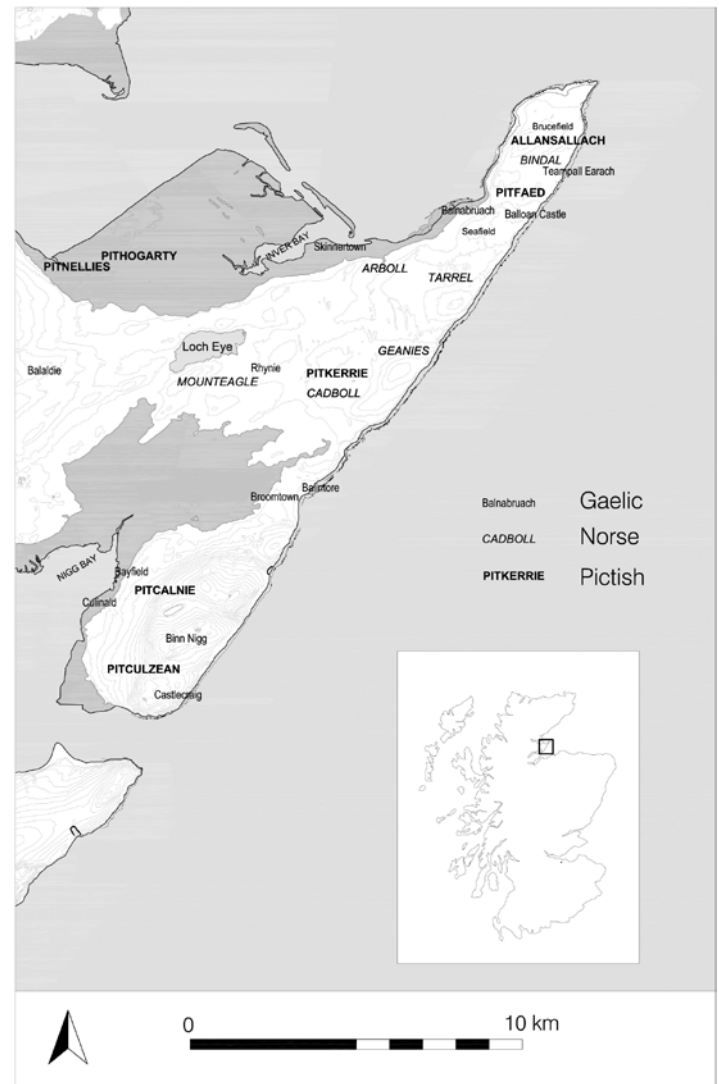 Brucefield
ALLANSALLACH
BINDAL
Teampall Earach
PITFAED
Balnabruach
Balloan Castle
Seafield
Skinnertown
INVER BAY
PITHOGARTY
PITNELLIES
ARBOLL
TARREL
GEANIES
Loch Eye
Rhynie
MOUNTEAGLE
Balaldie
PITKERRIE
CADBOLL
Balintore
Broomtown
NIGG BAY
Bayfield
PITCALNIE
Culinald
Binn Nigg
PITCULZEAN
Castlecraig
Balnabruach Gaelic
CADBOLL Norse
PITKERRIE Pictish
0 10 km